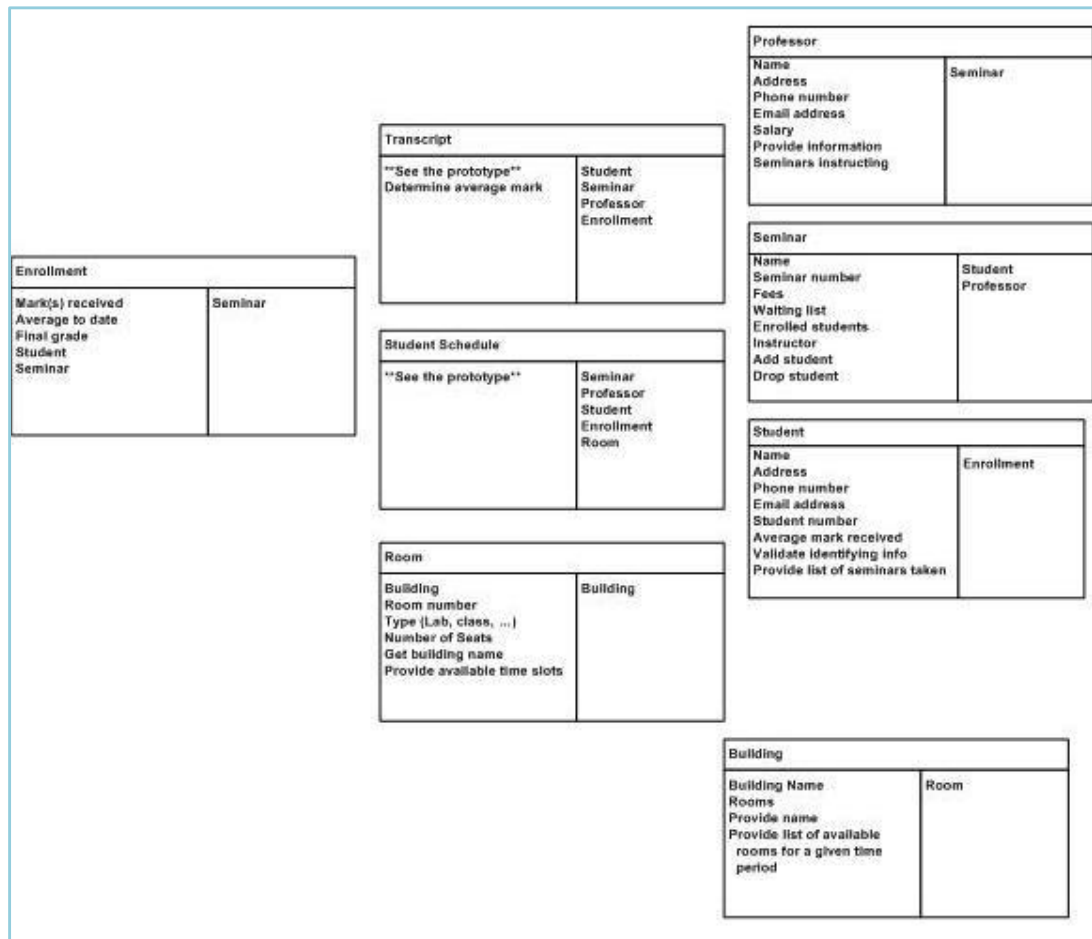 Professor
Name
Address
Phone number
Email address
Salary
Provide information
Seminars instructing
Seminar
Transcript
**See the prototype**
Determine average mark
Student
Seminar
Professor
Enrollment
Seminar
Name
Seminar number
Fees
Waiting list
Enrolled students
Instructor
Add student
Drop student
Student
Professor
Enrollment
Mark(s) received
Average to date
Final grade
Student
Seminar
Seminar
Student Schedule
**See the prototype**
Seminar
Professor
Student
Enrollment
Room
Student
Name
Address
Phone number
Email address
Student number
Average mark received
Validate identifying info
Provide list of seminars taken
Enrollment
Room
Building
Room number
Type (Lab, class, ...)
Number of Seats
Get building name
Provide available time slots
Building
Building
Building Name
Rooms
Provide name
Provide list of available
rooms for a given time
period
Room